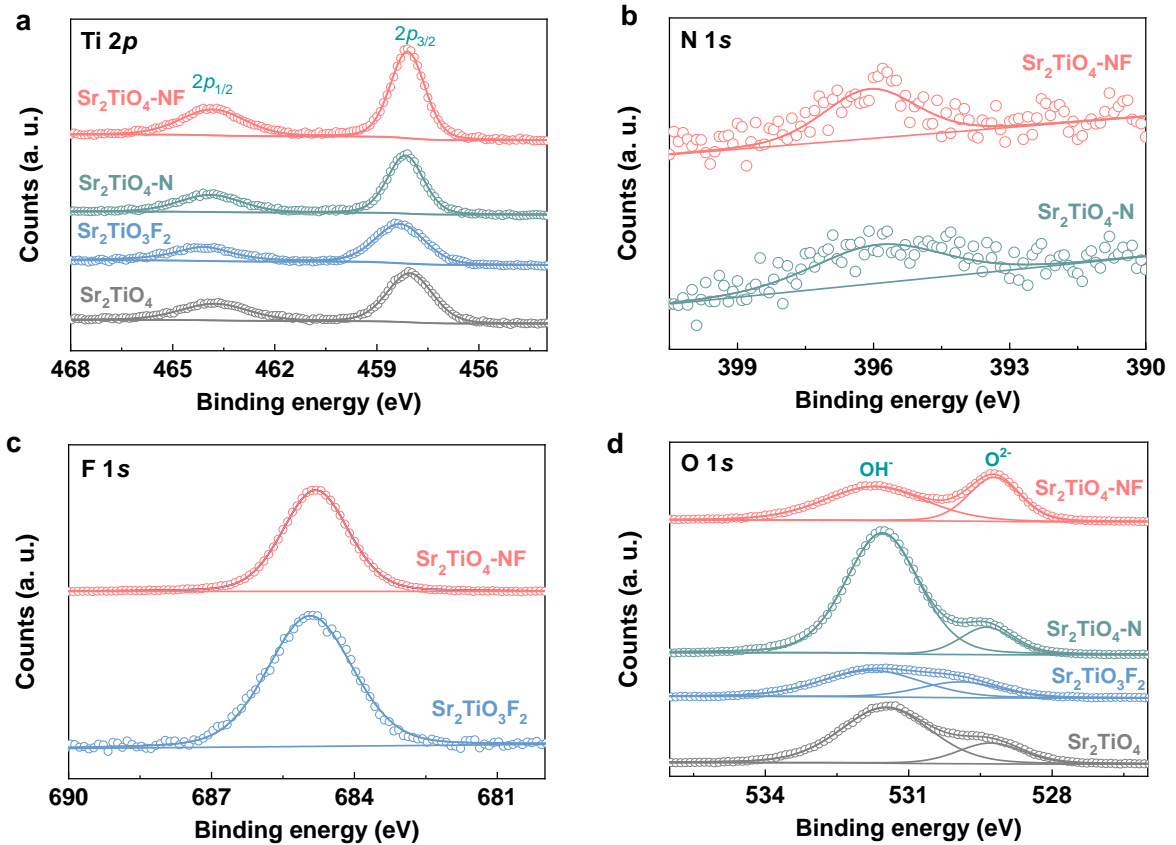 a
Ti 2p
2p3/2
2p1/2
Sr2TiO4-NF
Sr2TiO4-N
Sr2TiO3F2
Sr2TiO4
Counts (a. u.)
468 465 462 459 456
Binding energy (eV)
b
N 1s
Sr2TiO4-NF
Sr2TiO4-N
Counts (a. u.)
399 396 393 390
Binding energy (eV)
c
F 1s
Sr2TiO4-NF
Sr2TiO3F2
Counts (a. u.)
690 687 684 681
Binding energy (eV)
d
O 1s
OH- O2-
Sr2TiO4-NF
Sr2TiO4-N
Sr2TiO3F2
Sr2TiO4
Counts (a. u.)
534 531 528
Binding energy (eV)